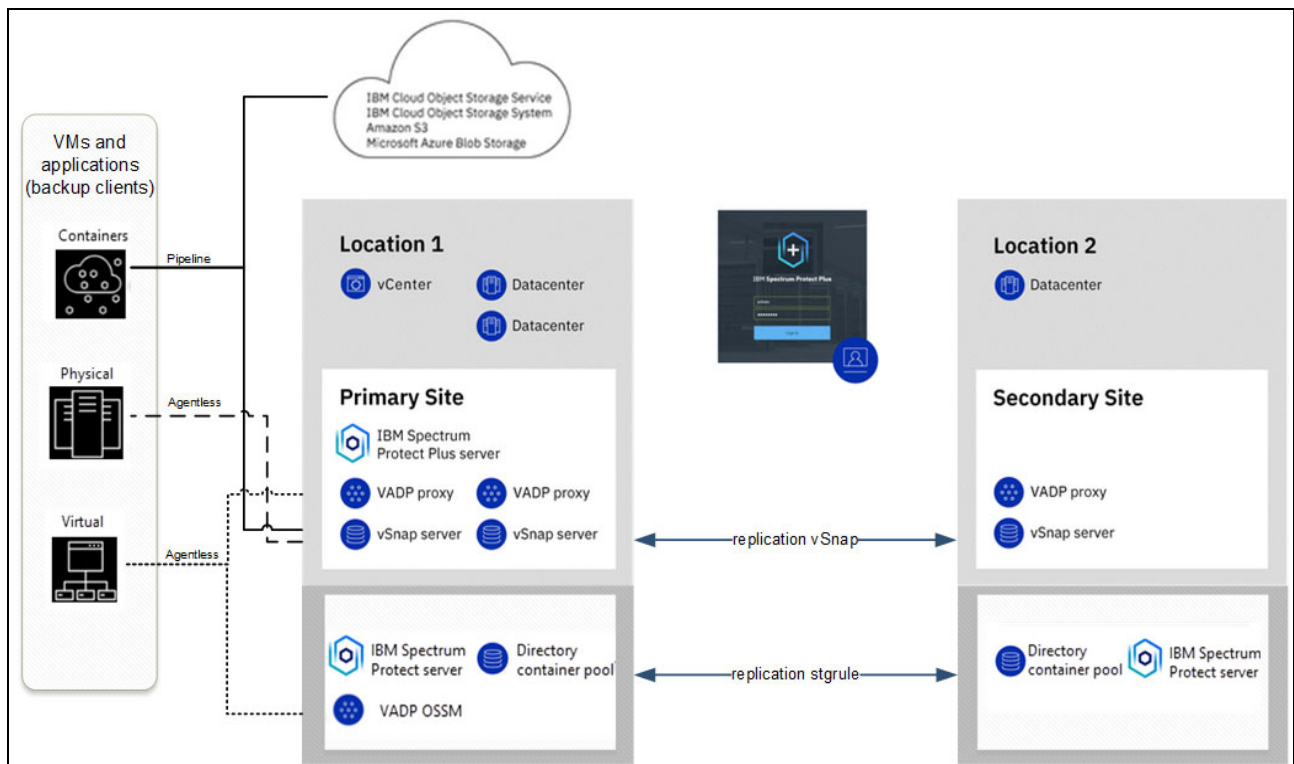 IBM Cloud Object Storage Service
IBM Cloud Object Storage System
Amazon S3
Microsoft Azure Blob Storage
VMs and
applications
(backup clients)
Containers
Pipeline
Physical
Agentless
Virtual
Agentless
Location 1
vCenter
Datacenter
Datacenter
Primary Site
IBM Spectrum
Protect Plus server
VADP proxy
VADP proxy
vSnap server
vSnap server
IBM Spectrum
Protect server
Directory
container pool
VADP OSSM
IBM Spectrum Protect Plus
replication vSnap
replication stgrule
Location 2
Datacenter
Secondary Site
VADP proxy
vSnap server
Directory
container pool
IBM Spectrum
Protect server